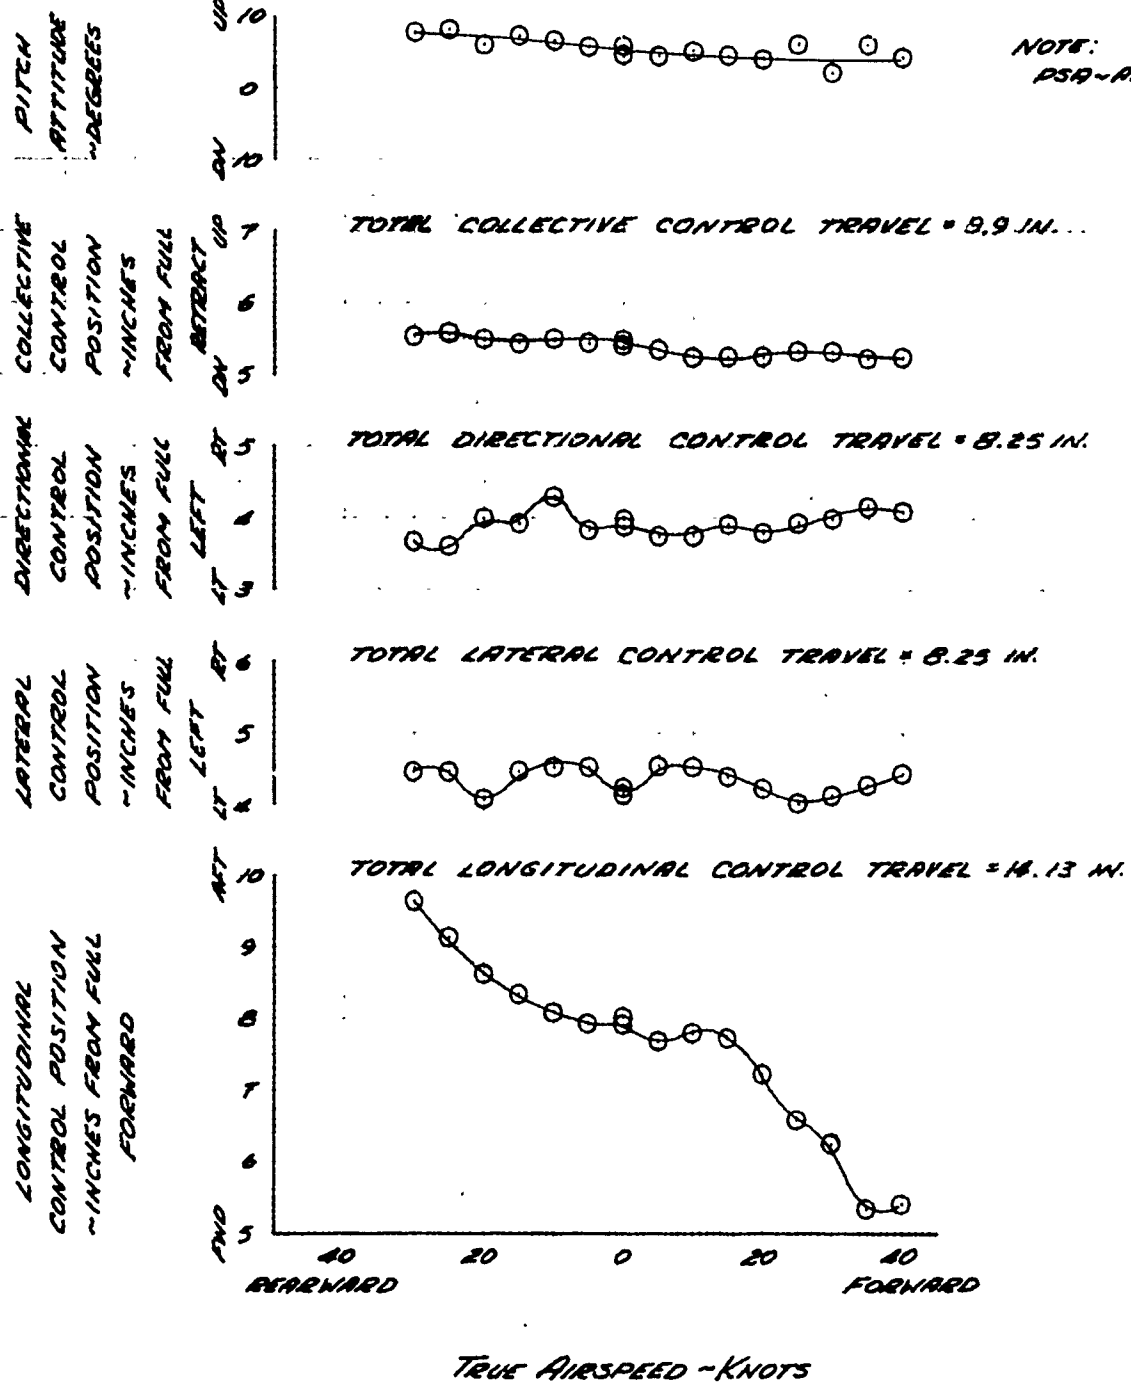 PITCH
ATTITUDE
~DEGREES
UP 10
0
DN 10
NOTE:
PSA~A
COLLECTIVE
CONTROL
POSITION
~INCHES
FROM FULL
RETRACT
UP 7
6
DN 5
TOTAL COLLECTIVE CONTROL TRAVEL = 9.9 IN.
DIRECTIONAL
CONTROL
POSITION
~INCHES
FROM FULL
LEFT
RT 5
4
LT 3
TOTAL DIRECTIONAL CONTROL TRAVEL = 8.25 IN.
LATERAL
CONTROL
POSITION
~INCHES
FROM FULL
LEFT
RT 6
5
LT 4
TOTAL LATERAL CONTROL TRAVEL = 8.25 IN.
LONGITUDINAL
CONTROL POSITION
~INCHES FROM FULL
FORWARD
AFT 10
9
8
7
6
FWD 5
TOTAL LONGITUDINAL CONTROL TRAVEL = 14.13 IN.
40 20 0 20 40
REARWARD FORWARD
TRUE AIRSPEED ~KNOTS